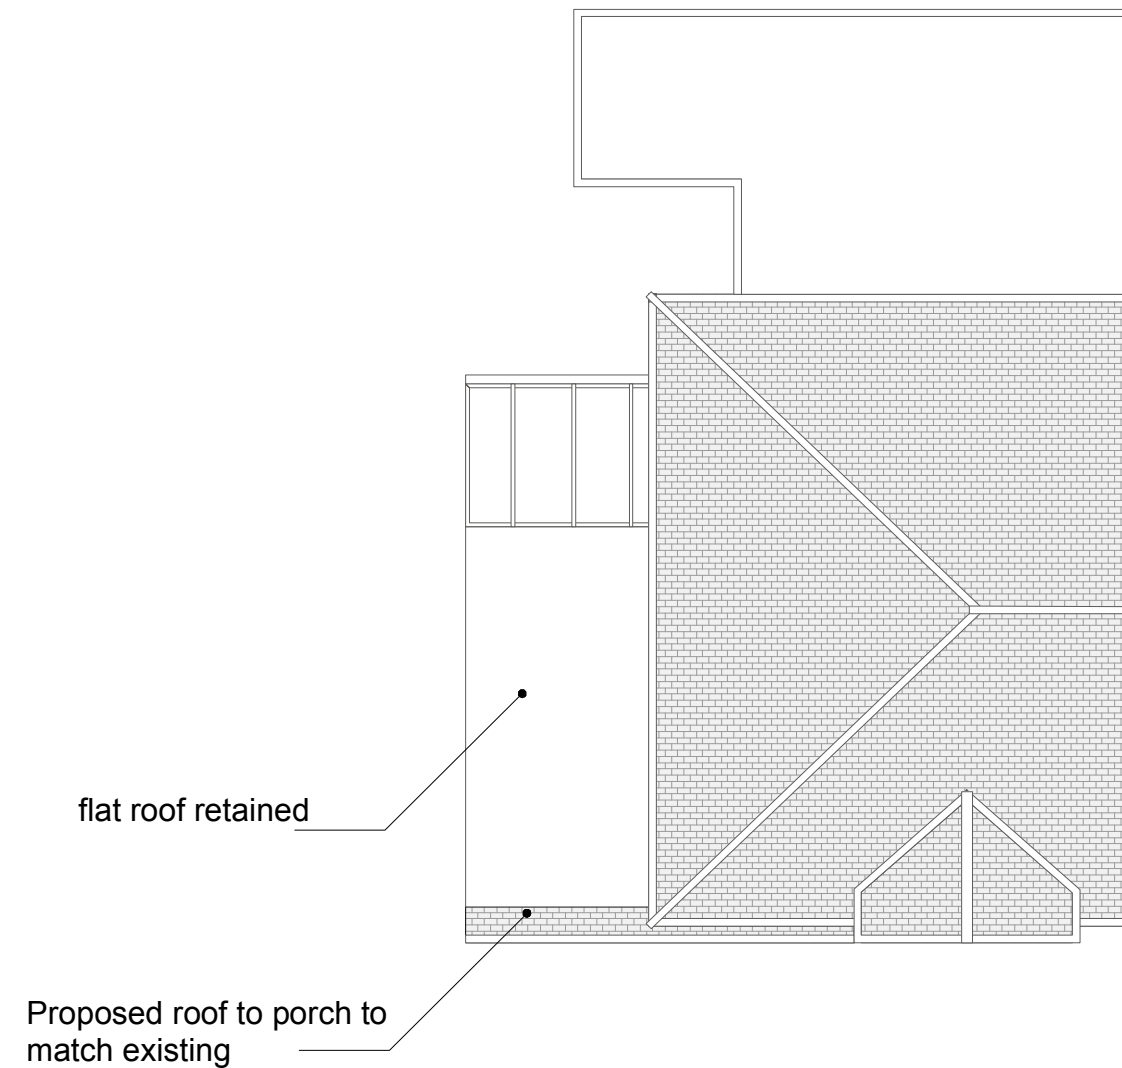 flat roof retained
Proposed roof to porch to
match existing